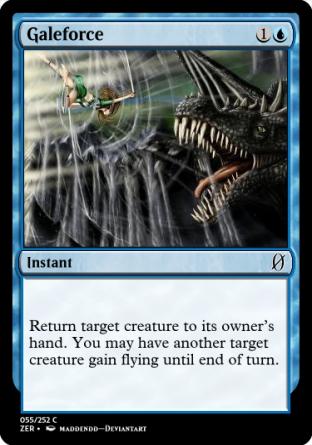 Galeforce 1
Instant
Return target creature to its owner's
hand. You may have another target
creature gain flying until end of turn.
055/252 C
ZER • MADDENDD—DEVIANTART